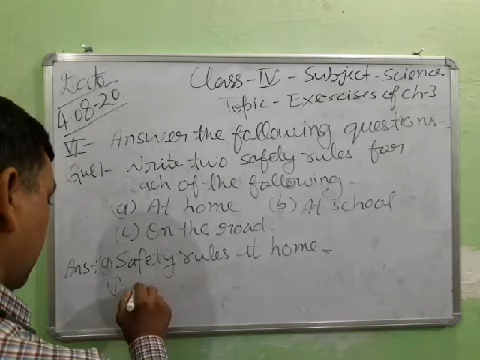 Date
4.08.20
Class-IV - Subject-Science
Topic-Exercises of Ch-3
VI- Answer the following questions.
Que1- Write two safety rules for
each of the following.
(a) At home (b) At school
(c) On the road.
Ans:-(a) Safety rules At home.
(i)